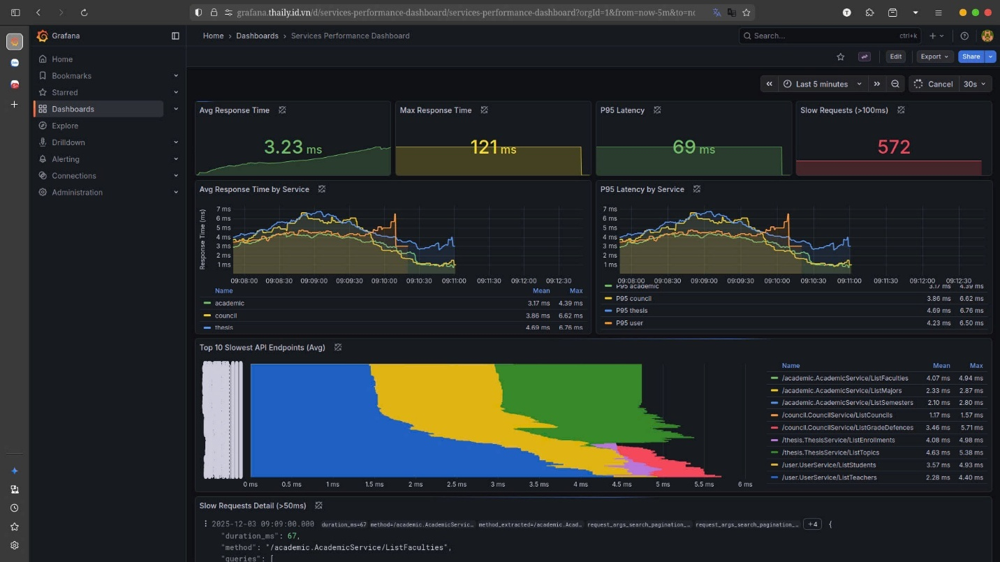 grafana.thaily.id.vn/d/services-performance-dashboard/services-performance-dashboard?orgId=1&from=now-5m&to=nc
T
Grafana
Home › Dashboards › Services Performance Dashboard
Search... ctrl+k
Home
Bookmarks
Starred
Dashboards
Explore
Drilldown
Alerting
Connections
Administration
Edit
Export
Share
Last 5 minutes
Cancel
30s
Avg Response Time
3.23 ms
Max Response Time
121 ms
P95 Latency
69 ms
Slow Requests (>100ms)
572
Avg Response Time by Service
Response Time (ms)
7 ms
6 ms
5 ms
4 ms
3 ms
2 ms
1 ms
09:08:00 09:08:30 09:09:00 09:09:30 09:10:00 09:10:30 09:11:00 09:11:30 09:12:00 09:12:30
Name Mean Max
academic 3.17 ms 4.39 ms
council 3.86 ms 6.62 ms
thesis 4.69 ms 6.76 ms
P95 Latency by Service
7 ms
6 ms
5 ms
4 ms
3 ms
2 ms
1 ms
09:08:00 09:08:30 09:09:00 09:09:30 09:10:00 09:10:30 09:11:00 09:11:30 09:12:00 09:12:30
P95 academic 3.17 ms 4.39 ms
P95 council 3.86 ms 6.62 ms
P95 thesis 4.69 ms 6.76 ms
P95 user 4.23 ms 6.50 ms
Top 10 Slowest API Endpoints (Avg)
0 ms 0.5 ms 1 ms 1.5 ms 2 ms 2.5 ms 3 ms 3.5 ms 4 ms 4.5 ms 5 ms 5.5 ms 6 ms
Name Mean Max
/academic.AcademicService/ListFaculties 4.07 ms 4.94 ms
/academic.AcademicService/ListMajors 2.33 ms 2.87 ms
/academic.AcademicService/ListSemesters 2.10 ms 2.80 ms
/council.CouncilService/ListCouncils 1.17 ms 1.57 ms
/council.CouncilService/ListGradeDefences 3.46 ms 5.71 ms
/thesis.ThesisService/ListEnrollments 4.08 ms 4.98 ms
/thesis.ThesisService/ListTopics 4.63 ms 5.38 ms
/user.UserService/ListStudents 3.57 ms 4.93 ms
/user.UserService/ListTeachers 2.28 ms 4.40 ms
Slow Requests Detail (>50ms)
2025-12-03 09:09:00.000 duration_ms=67 method=/academic.AcademicServic… method_extracted=/academic.Acad… request_args_search_pagination_… request_args_search_pagination_… +4 {
"duration_ms": 67,
"method": "/academic.AcademicService/ListFaculties",
"queries": [